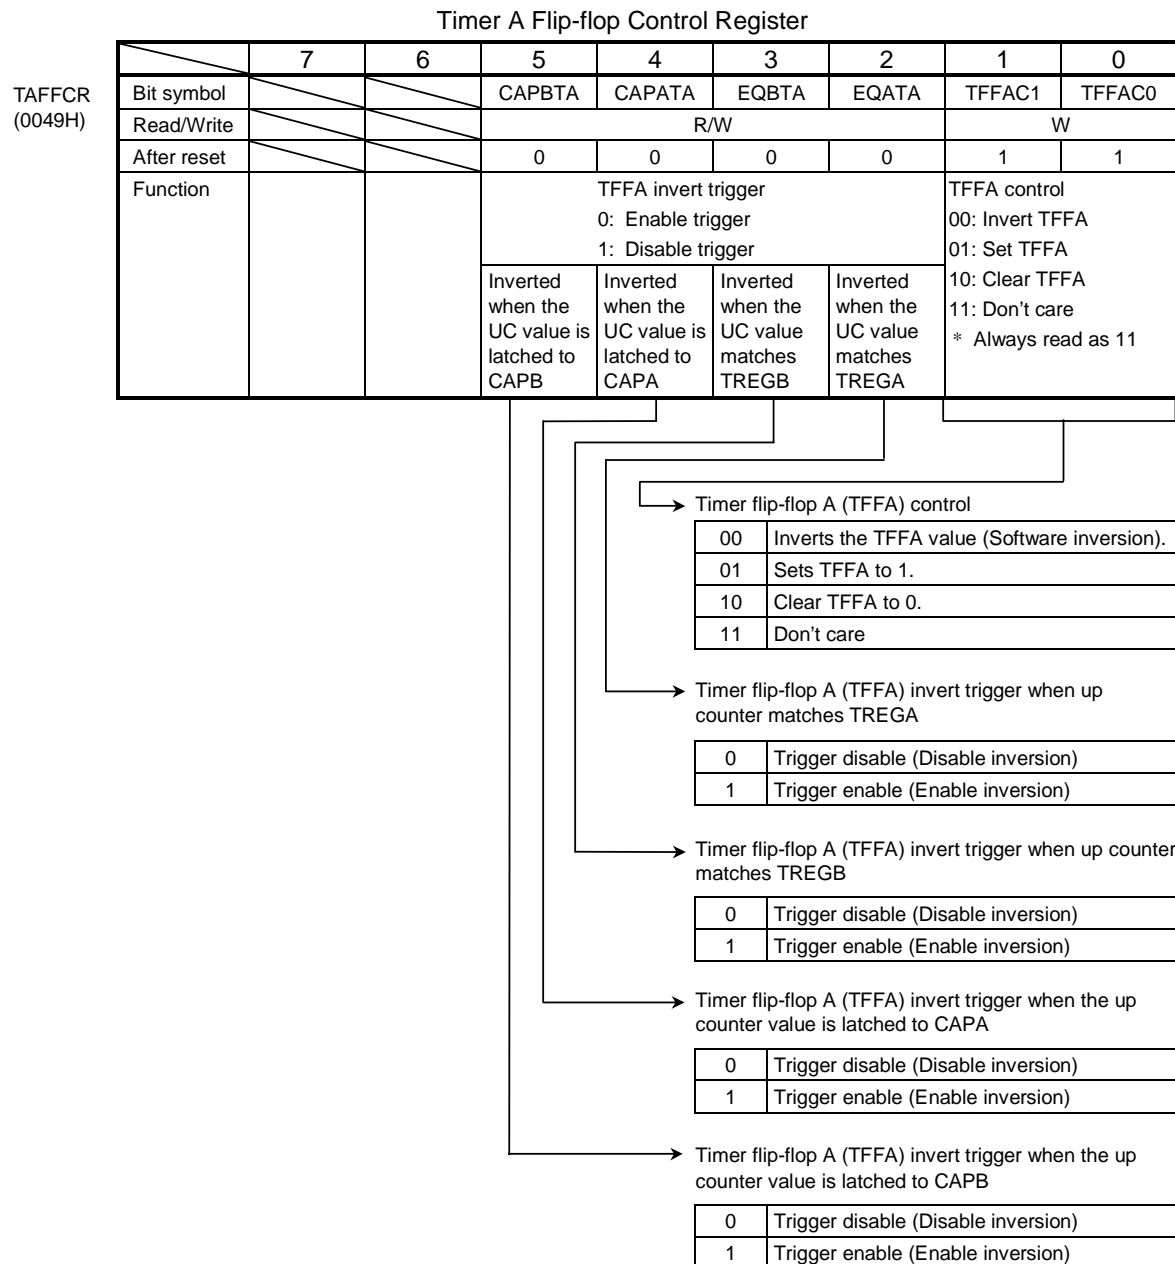 Timer A Flip-flop Control Register
7 6 5 4 3 2 1 0
TAFFCR
(0049H)
Bit symbol CAPBTA CAPATA EQBTA EQATA TFFAC1 TFFAC0
Read/Write R/W W
After reset 0 0 0 0 1 1
Function
TFFA invert trigger
0: Enable trigger
1: Disable trigger
Inverted
when the
UC value is
latched to
CAPB
Inverted
when the
UC value is
latched to
CAPA
Inverted
when the
UC value
matches
TREGB
Inverted
when the
UC value
matches
TREGA
TFFA control
00: Invert TFFA
01: Set TFFA
10: Clear TFFA
11: Don't care
* Always read as 11
Timer flip-flop A (TFFA) control
00 Inverts the TFFA value (Software inversion).
01 Sets TFFA to 1.
10 Clear TFFA to 0.
11 Don't care
Timer flip-flop A (TFFA) invert trigger when up
counter matches TREGA
0 Trigger disable (Disable inversion)
1 Trigger enable (Enable inversion)
Timer flip-flop A (TFFA) invert trigger when up counter
matches TREGB
0 Trigger disable (Disable inversion)
1 Trigger enable (Enable inversion)
Timer flip-flop A (TFFA) invert trigger when the up
counter value is latched to CAPA
0 Trigger disable (Disable inversion)
1 Trigger enable (Enable inversion)
Timer flip-flop A (TFFA) invert trigger when the up
counter value is latched to CAPB
0 Trigger disable (Disable inversion)
1 Trigger enable (Enable inversion)